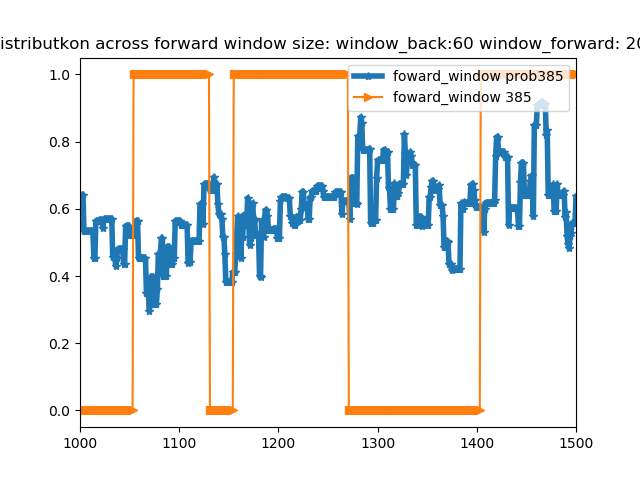 istributkon across forward window size: window_back:60 window_forward: 20
foward_window prob385
foward_window 385
1.0
0.8
0.6
0.4
0.2
0.0
1000 1100 1200 1300 1400 1500